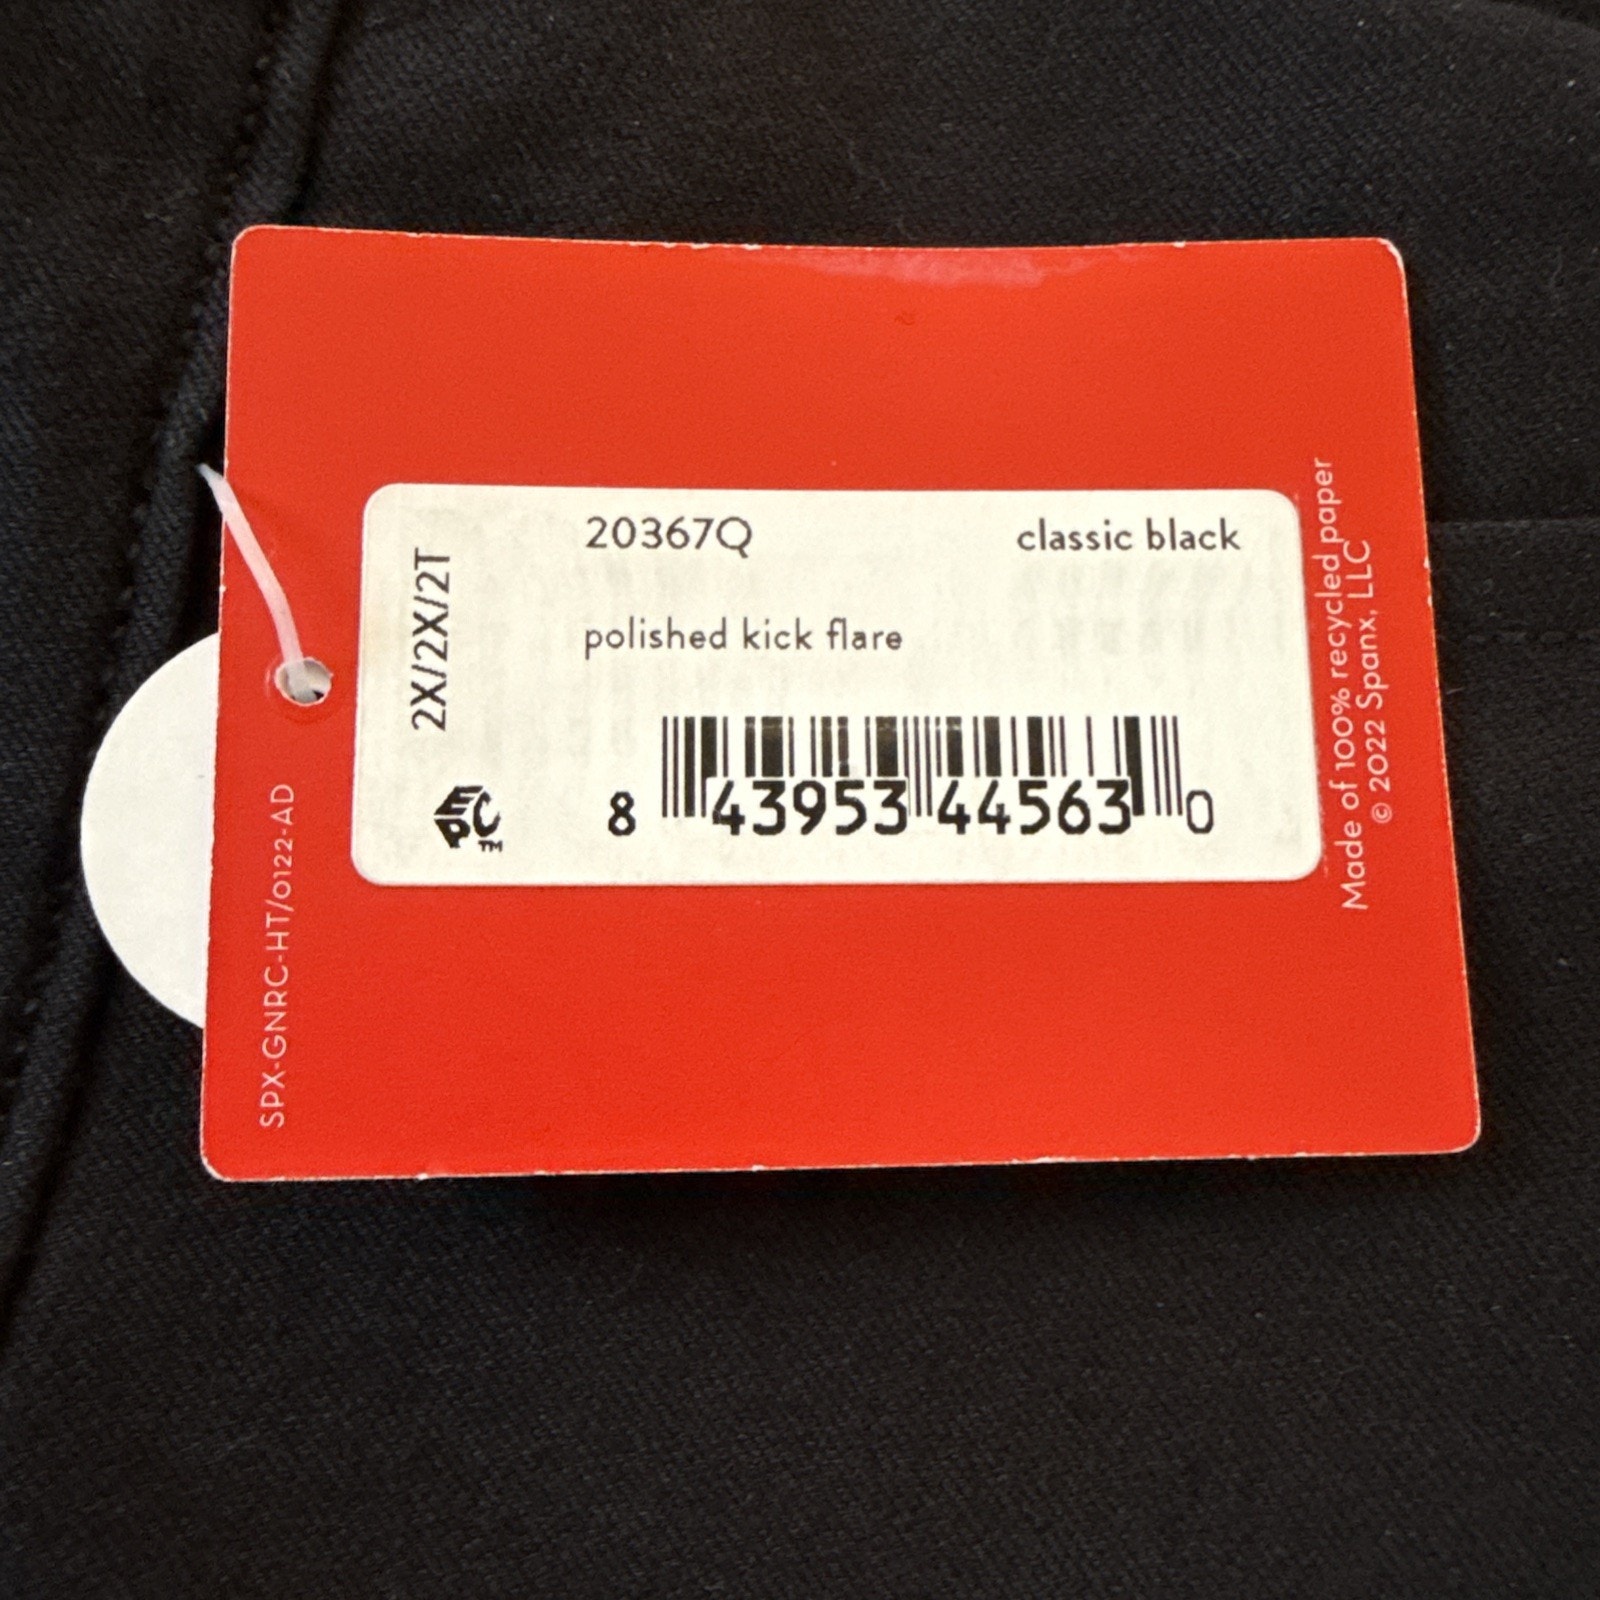 20367Q classic black
polished kick flare
2X/2X/2T
EPC™
8 43953 44563 0
SPX-GNRC-HT/0122-AD
Made of 100% recycled paper
© 2022 Spanx, LLC